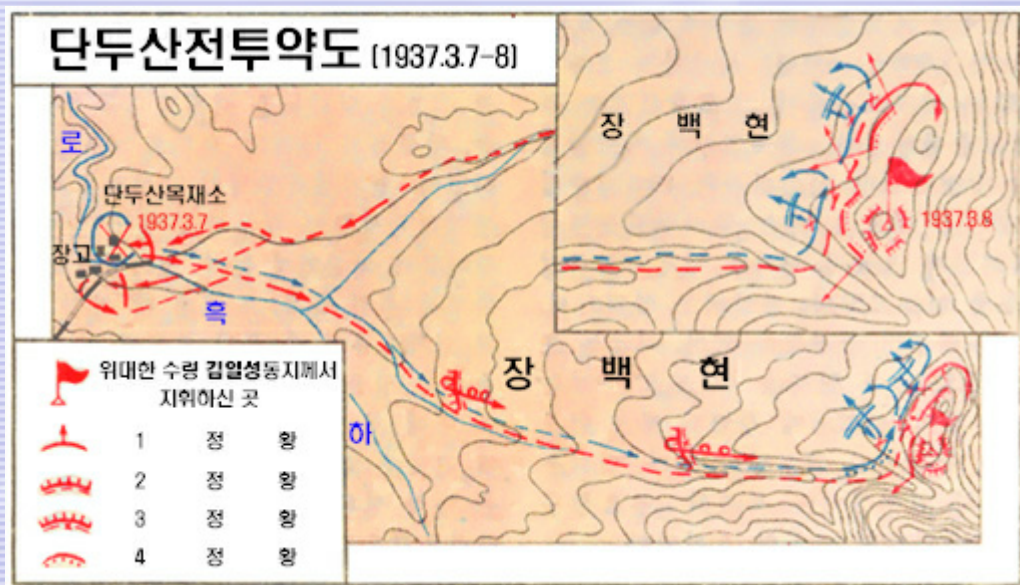 단두산전투약도 (1937.3.7-8)
장 백 현
로
단두산목재소
1937.3.7
장고
흑
1937.3.8
장 백 현
하
위대한 수령 김일성동지께서
지휘하신 곳
1 정 황
2 정 황
3 정 황
4 정 황